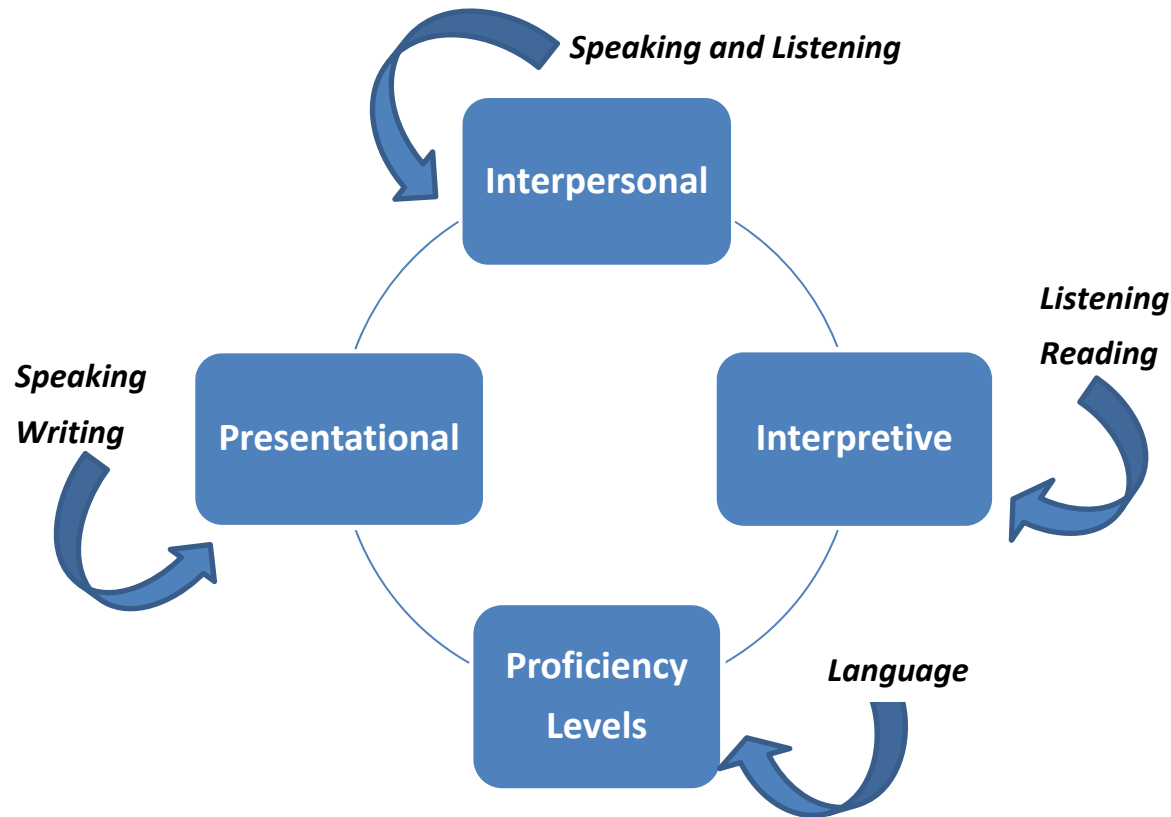 Speaking and Listening
Interpersonal
Listening
Reading
Speaking
Writing
Presentational
Interpretive
Proficiency
Levels
Language